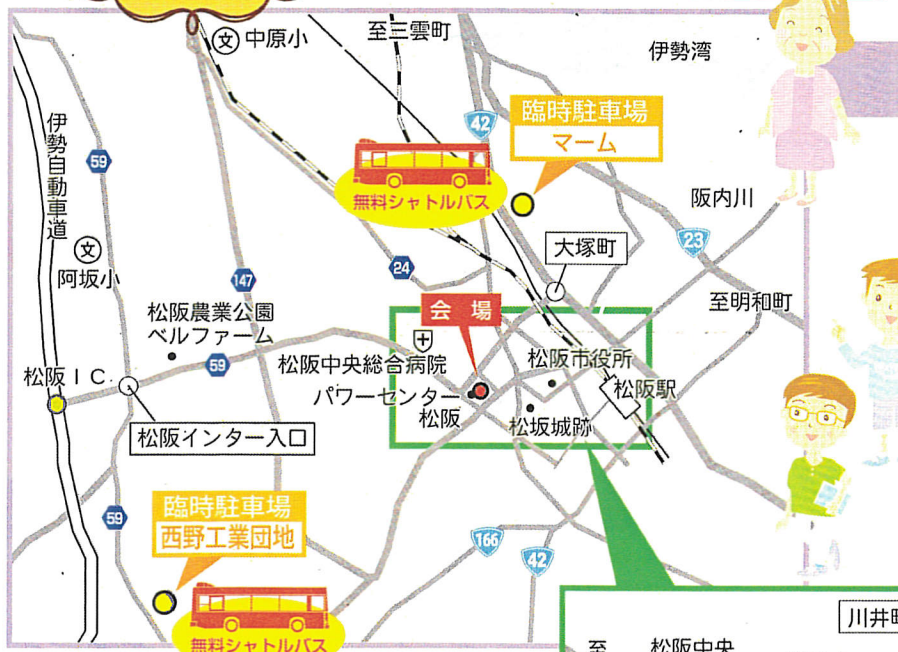 文 中原小
至三雲町
伊勢湾
42
臨時駐車場
マーム
伊勢自動車道
59
無料シャトルバス
阪内川
23
大塚町
文
阿坂小
24
147
至明和町
松阪農業公園
ベルファーム
会場
59
松阪中央総合病院
松阪市役所
松阪ＩＣ
パワーセンター
松阪
松阪駅
松坂城跡
松阪インター入口
臨時駐車場
西野工業団地
59
166
42
無料シャトルバス
川井町
至 松阪中央